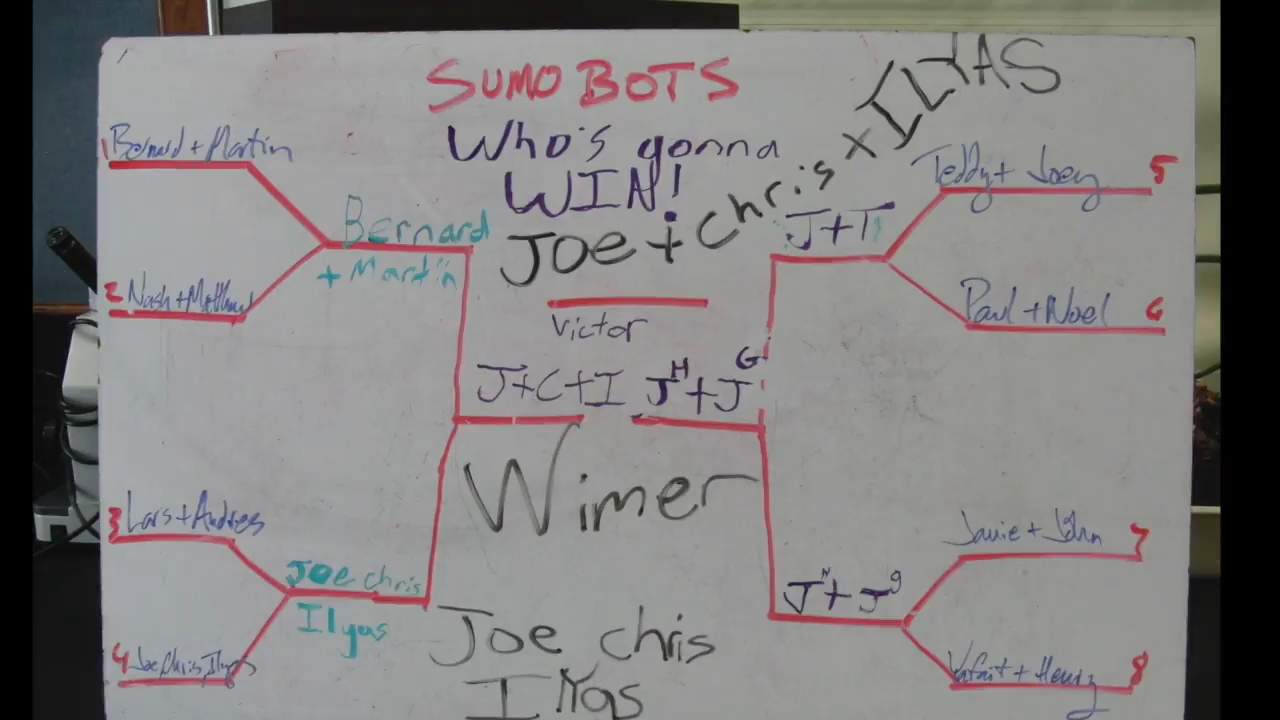 SUMO BOTS
Who's gonna
WIN!
JOE + Chris x ILYAS
Victor
1 Bernard + Martin
2 Nash + Matthew
Bernard
+ Martin
3 Lars + Andres
4 Joe, Chris, Ilyas
Joe chris
Ilyas
J+C+I
J^H + J^G
Teddy + Joey 5
Paul + Noel 6
J+T
John 7
+ Henry 8
J^H + J^g
Winner
Joe chris
IlYas